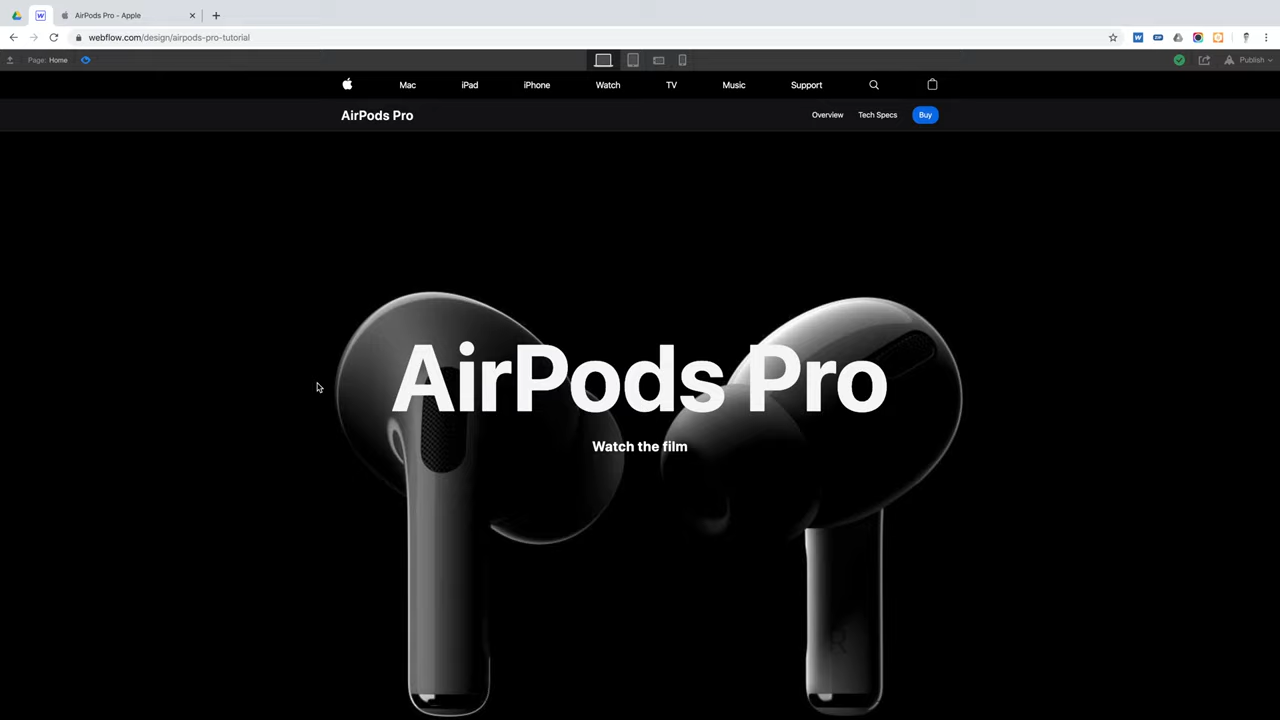 AirPods Pro - Apple
webflow.com/design/airpods-pro-tutorial
Page: Home
Publish
Mac iPad iPhone Watch TV Music Support
AirPods Pro
Overview Tech Specs Buy
AirPods Pro
Watch the film
R